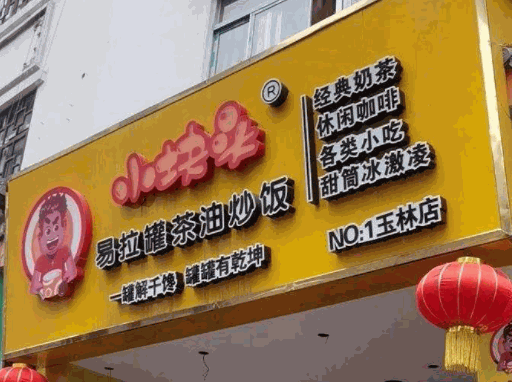 小块头
®
易拉罐茶油炒饭
一罐解千馋 罐罐有乾坤
经典奶茶
休闲咖啡
各类小吃
甜筒冰激凌
NO:1玉林店